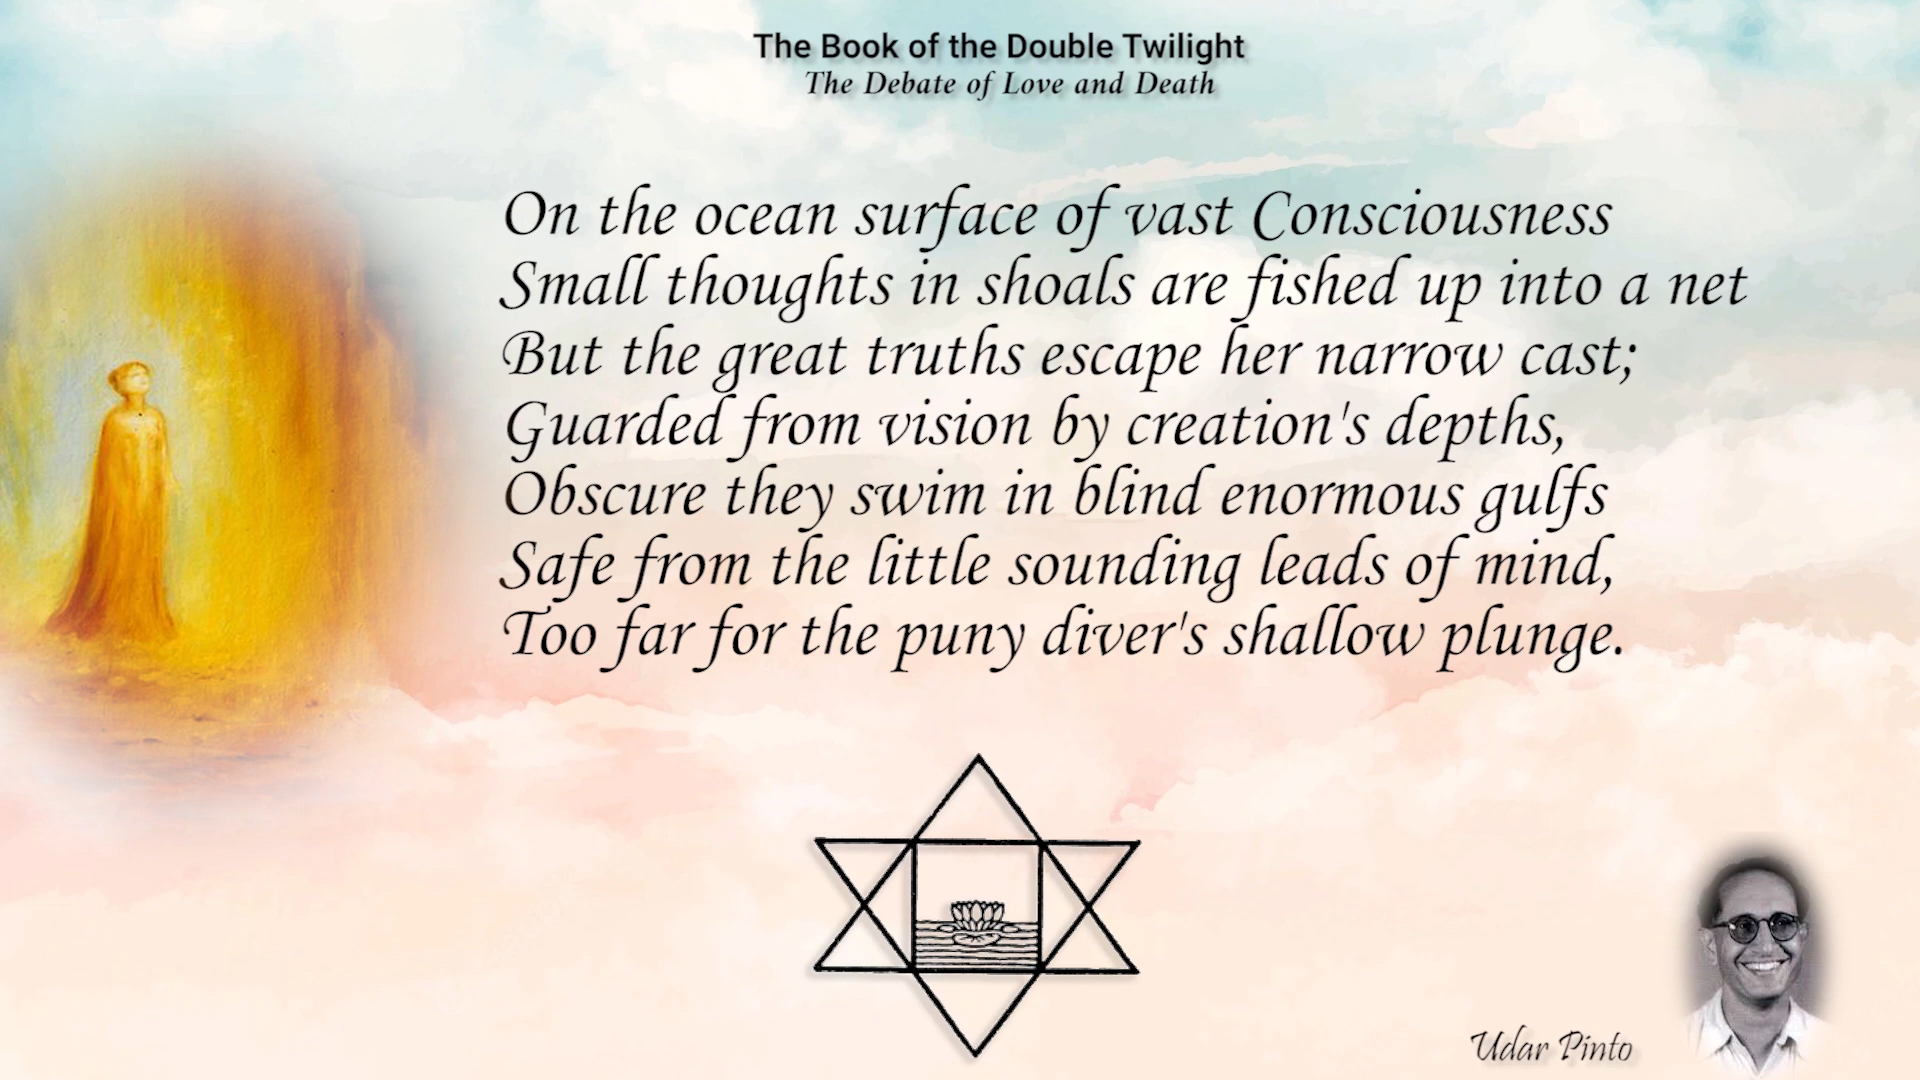 The Book of the Double Twilight
The Debate of Love and Death
On the ocean surface of vast Consciousness
Small thoughts in shoals are fished up into a net
But the great truths escape her narrow cast;
Guarded from vision by creation's depths,
Obscure they swim in blind enormous gulfs
Safe from the little sounding leads of mind,
Too far for the puny diver's shallow plunge.
Udar Pinto